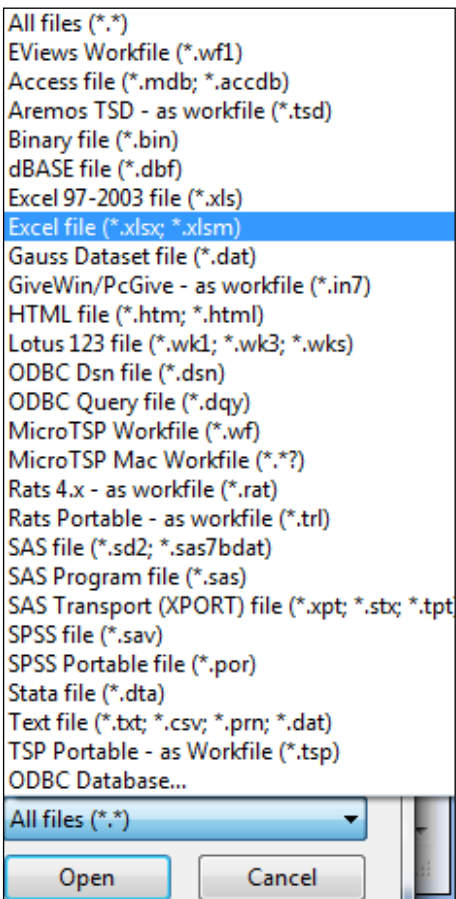 All files (*.*)
EViews Workfile (*.wf1)
Access file (*.mdb; *.accdb)
Aremos TSD - as workfile (*.tsd)
Binary file (*.bin)
dBASE file (*.dbf)
Excel 97-2003 file (*.xls)
Excel file (*.xlsx; *.xlsm)
Gauss Dataset file (*.dat)
GiveWin/PcGive - as workfile (*.in7)
HTML file (*.htm; *.html)
Lotus 123 file (*.wk1; *.wk3; *.wks)
ODBC Dsn file (*.dsn)
ODBC Query file (*.dqy)
MicroTSP Workfile (*.wf)
MicroTSP Mac Workfile (*.*?)
Rats 4.x - as workfile (*.rat)
Rats Portable - as workfile (*.trl)
SAS file (*.sd2; *.sas7bdat)
SAS Program file (*.sas)
SAS Transport (XPORT) file (*.xpt; *.stx; *.tpt)
SPSS file (*.sav)
SPSS Portable file (*.por)
Stata file (*.dta)
Text file (*.txt; *.csv; *.prn; *.dat)
TSP Portable - as Workfile (*.tsp)
ODBC Database...
All files (*.*)
Open Cancel